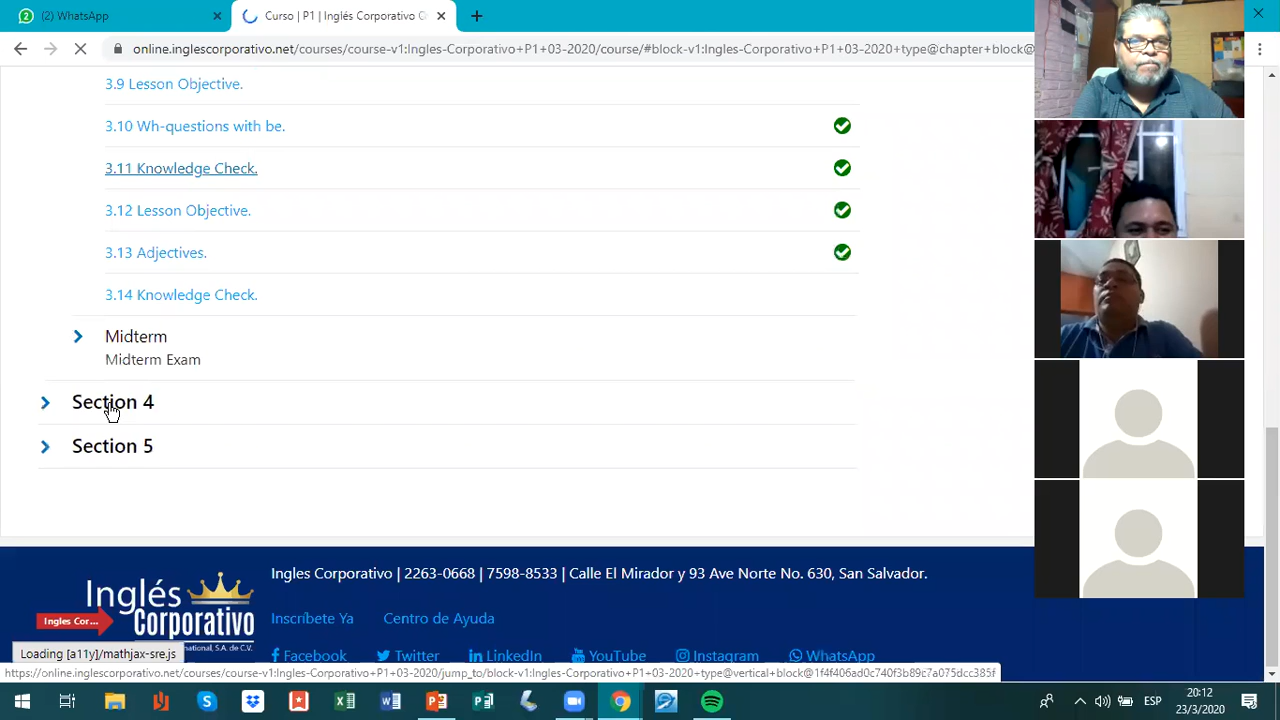 (2) WhatsApp
Curso | P1 | Inglés Corporativo C
online.inglescorporativo.net/courses/course-v1:Ingles-Corporativo+P1+03-2020/course/#block-v1:Ingles-Corporativo+P1+03-2020+type@chapter+block@
3.9 Lesson Objective.
3.10 Wh-questions with be.
3.11 Knowledge Check.
3.12 Lesson Objective.
3.13 Adjectives.
3.14 Knowledge Check.
Midterm
Midterm Exam
Section 4
Section 5
Inglés
Corporativo
Ingles Cor...
national, S.A. de C.V.
Ingles Corporativo | 2263-0668 | 7598-8533 | Calle El Mirador y 93 Ave Norte No. 630, San Salvador.
Inscríbete Ya
Centro de Ayuda
Facebook
Twitter
LinkedIn
YouTube
Instagram
WhatsApp
Loading [a11y]/mathjax-sre.js
https://online.inglescorporativo.net/courses/course-v1:Ingles-Corporativo+P1+03-2020/jump_to/block-v1:Ingles-Corporativo+P1+03-2020+type@vertical+block@1f4f406ad0c740f3b89c7a075dcc385f
ESP
20:12
23/3/2020